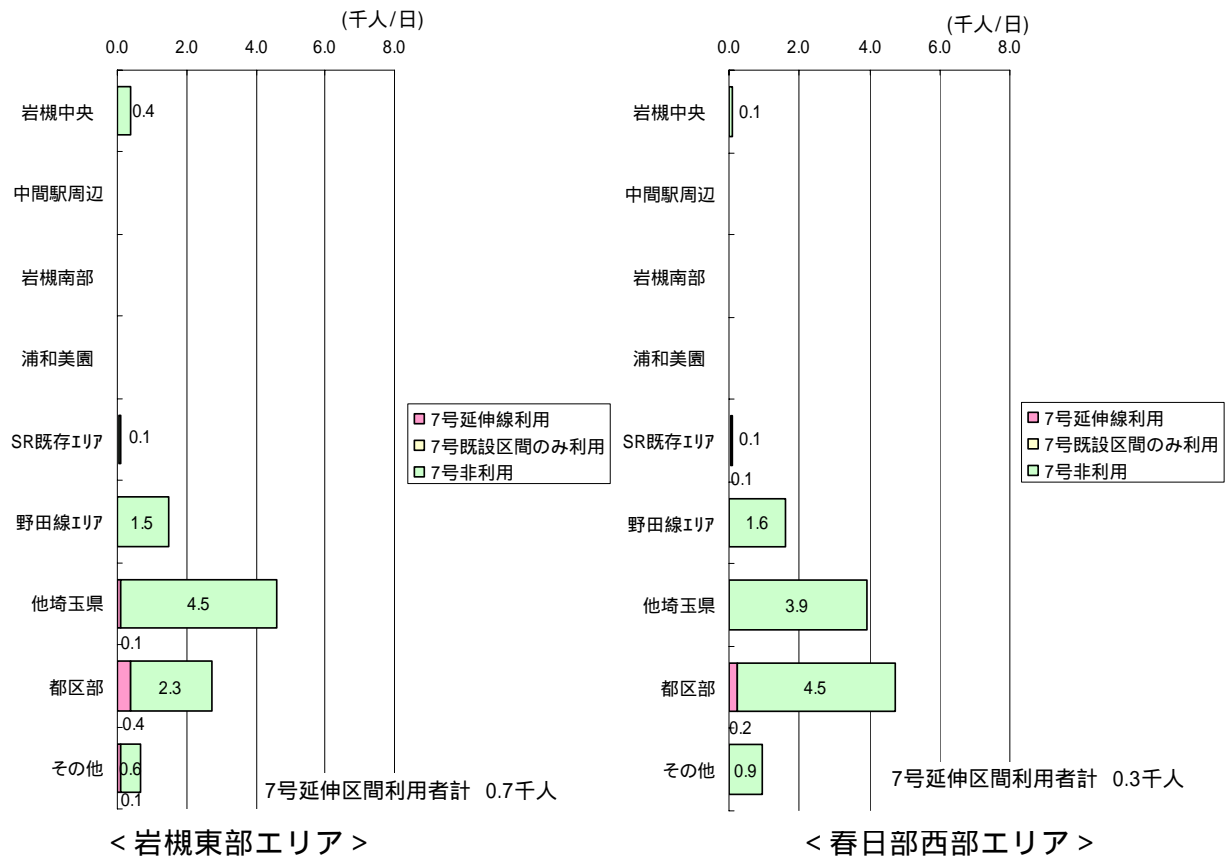 (千人/日)
0.0 2.0 4.0 6.0 8.0
岩槻中央 0.4
中間駅周辺
岩槻南部
浦和美園
SR既存エリア 0.1
野田線エリア 1.5
他埼玉県 4.5
0.1
都区部 2.3
0.4
その他 0.6
0.1
7号延伸線利用
7号既設区間のみ利用
7号非利用
7号延伸区間利用者計 0.7千人
<岩槻東部エリア>
(千人/日)
0.0 2.0 4.0 6.0 8.0
岩槻中央 0.1
中間駅周辺
岩槻南部
浦和美園
SR既存エリア 0.1
0.1
野田線エリア 1.6
他埼玉県 3.9
都区部 4.5
0.2
その他 0.9
7号延伸線利用
7号既設区間のみ利用
7号非利用
7号延伸区間利用者計 0.3千人
<春日部西部エリア>